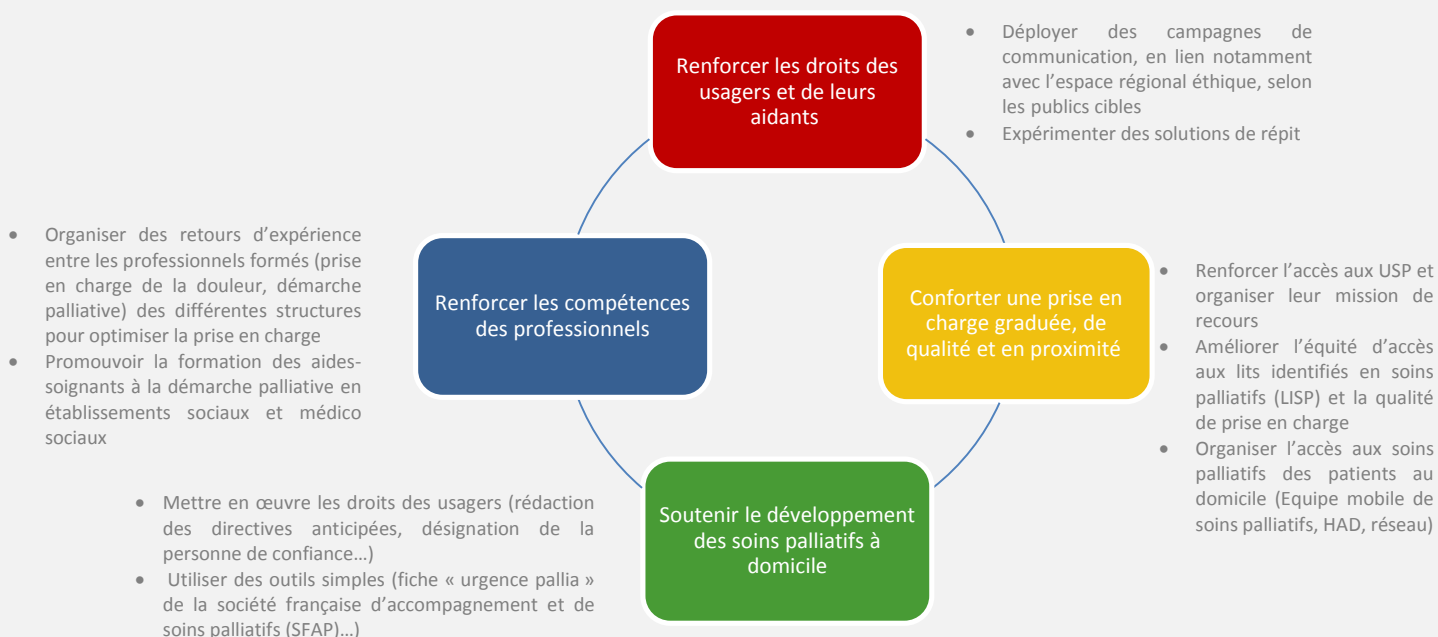 Renforcer les droits des
usagers et de leurs
aidants
• Déployer des campagnes de
communication, en lien notamment
avec l’espace régional éthique, selon
les publics cibles
• Expérimenter des solutions de répit
Conforter une prise en
charge graduée, de
qualité et en proximité
• Renforcer l’accès aux USP et
organiser leur mission de
recours
• Améliorer l’équité d’accès
aux lits identifiés en soins
palliatifs (LISP) et la qualité
de prise en charge
• Organiser l’accès aux soins
palliatifs des patients au
domicile (Equipe mobile de
soins palliatifs, HAD, réseau)
Soutenir le développement
des soins palliatifs à
domicile
• Mettre en œuvre les droits des usagers (rédaction
des directives anticipées, désignation de la
personne de confiance…)
• Utiliser des outils simples (fiche « urgence pallia »
de la société française d’accompagnement et de
soins palliatifs (SFAP)…)
Renforcer les compétences
des professionnels
• Organiser des retours d’expérience
entre les professionnels formés (prise
en charge de la douleur, démarche
palliative) des différentes structures
pour optimiser la prise en charge
• Promouvoir la formation des aides-
soignants à la démarche palliative en
établissements sociaux et médico
sociaux